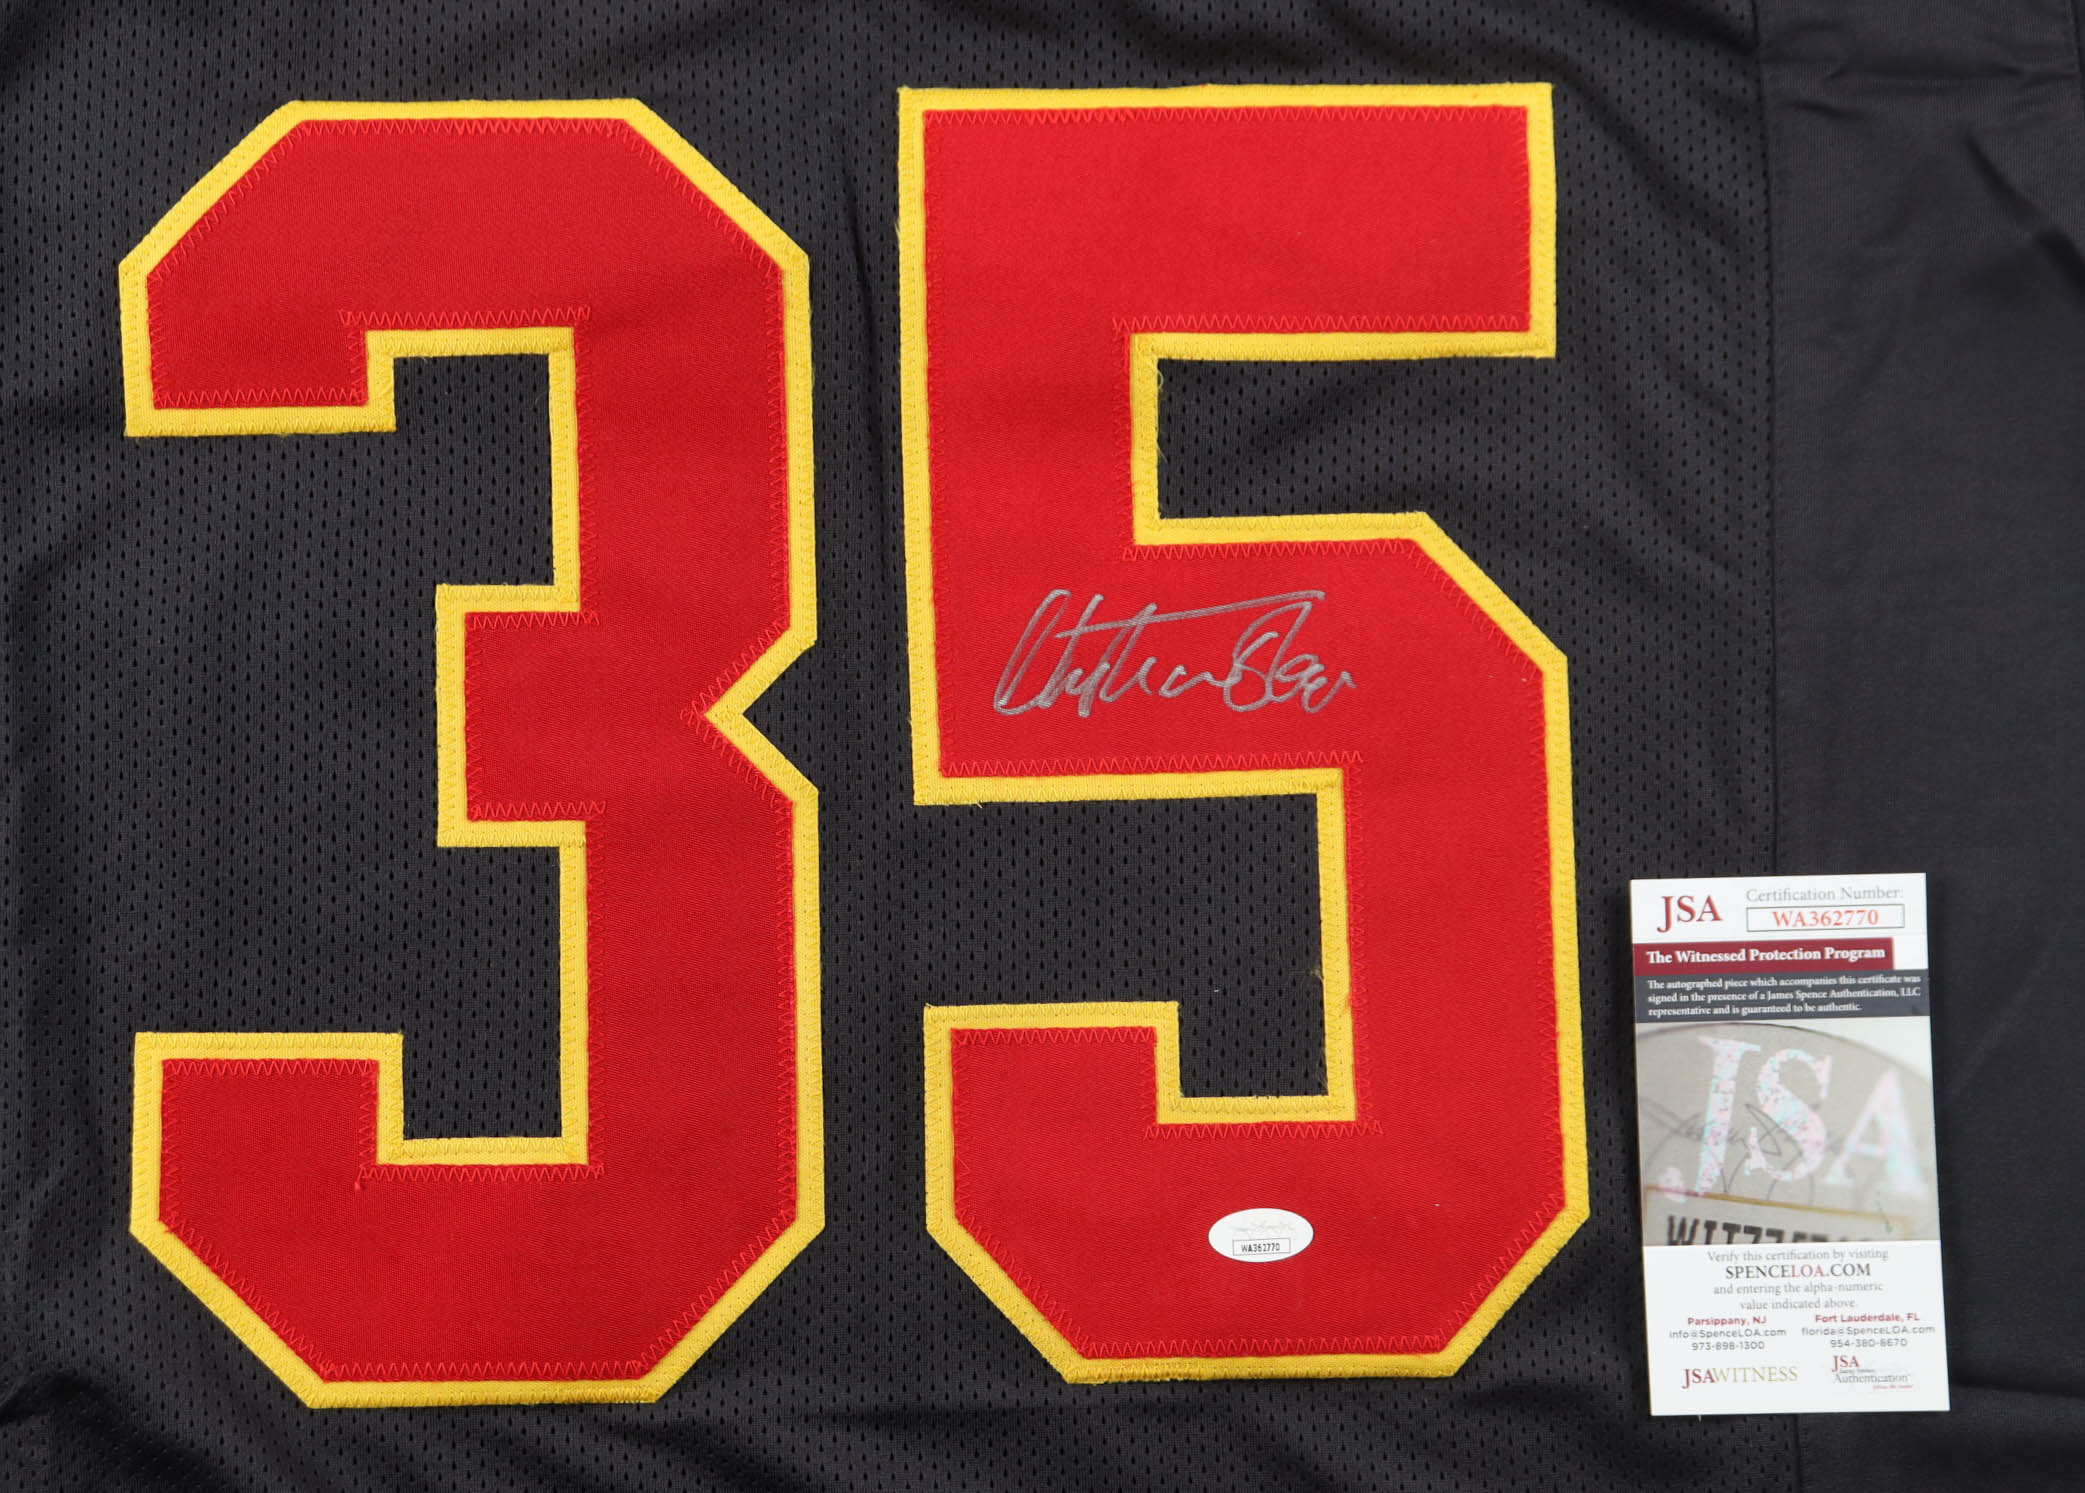 35
JSA
Certification Number:
WA362770
The Witnessed Protection Program
The autographed piece which accompanies this certificate was
signed in the presence of a James Spence Authentication, LLC
representative and is guaranteed to be authentic.
JSA
WA362770
Verify this certification by visiting
SPENCELOA.COM
and entering the alpha-numeric
value indicated above.
Parsippany, NJ
info@SpenceLOA.com
973-898-1300
Fort Lauderdale, FL
florida@SpenceLOA.com
954-380-8670
JSAWITNESS
JSA
Authentication